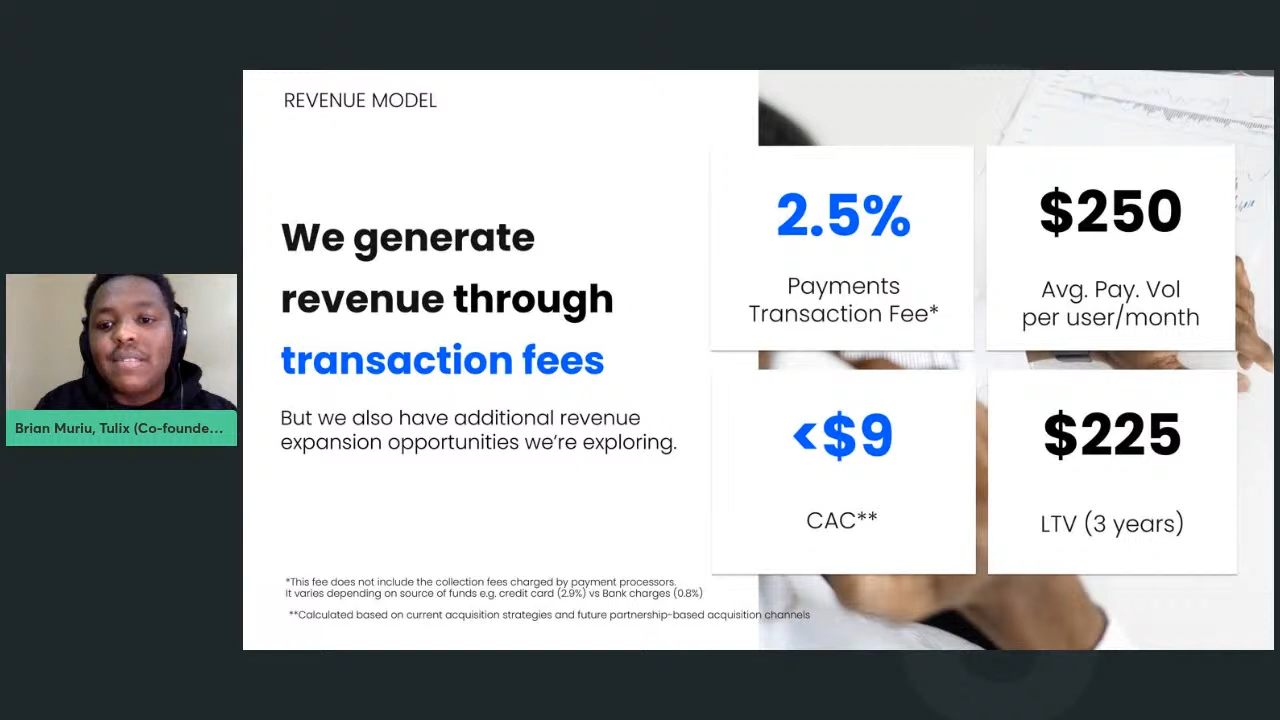 REVENUE MODEL
We generate
revenue through
transaction fees
But we also have additional revenue
expansion opportunities we're exploring.
2.5%
Payments
Transaction Fee*
$250
Avg. Pay. Vol
per user/month
<$9
CAC**
$225
LTV (3 years)
*This fee does not include the collection fees charged by payment processors.
It varies depending on source of funds e.g. credit card (2.9%) vs Bank charges (0.8%)
**Calculated based on current acquisition strategies and future partnership-based acquisition channels
Brian Muriu, Tulix (Co-founde...